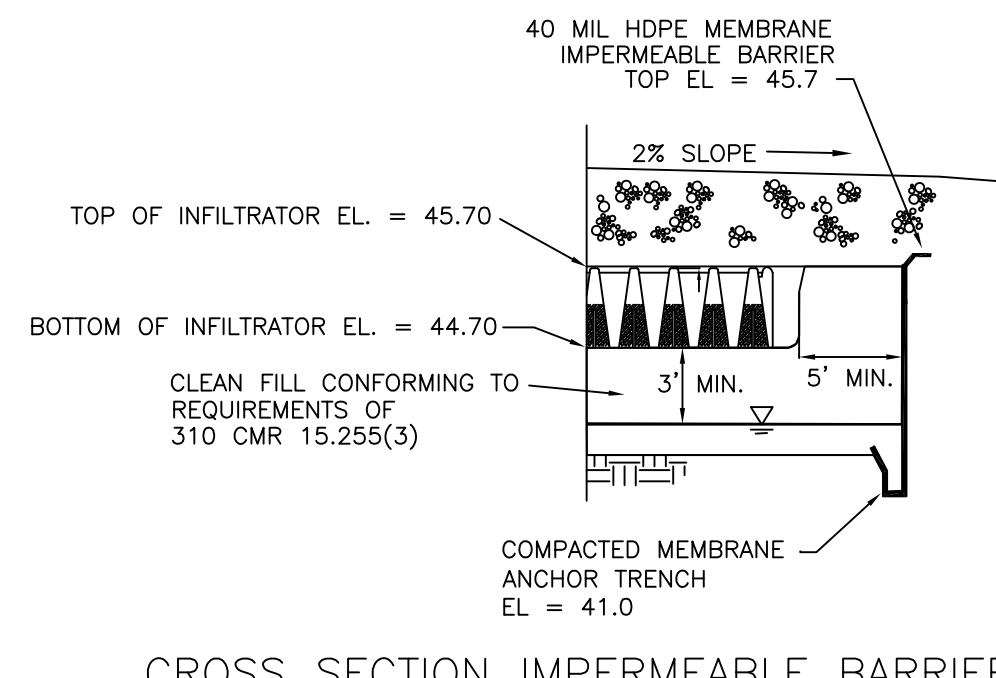 40 MIL HDPE MEMBRANE
IMPERMEABLE BARRIER
TOP EL = 45.7
2% SLOPE
TOP OF INFILTRATOR EL. = 45.70
BOTTOM OF INFILTRATOR EL. = 44.70
3' MIN.
5' MIN.
CLEAN FILL CONFORMING TO
REQUIREMENTS OF
310 CMR 15.255(3)
COMPACTED MEMBRANE
ANCHOR TRENCH
EL = 41.0
CROSS SECTION IMPERMEABLE BARRIER